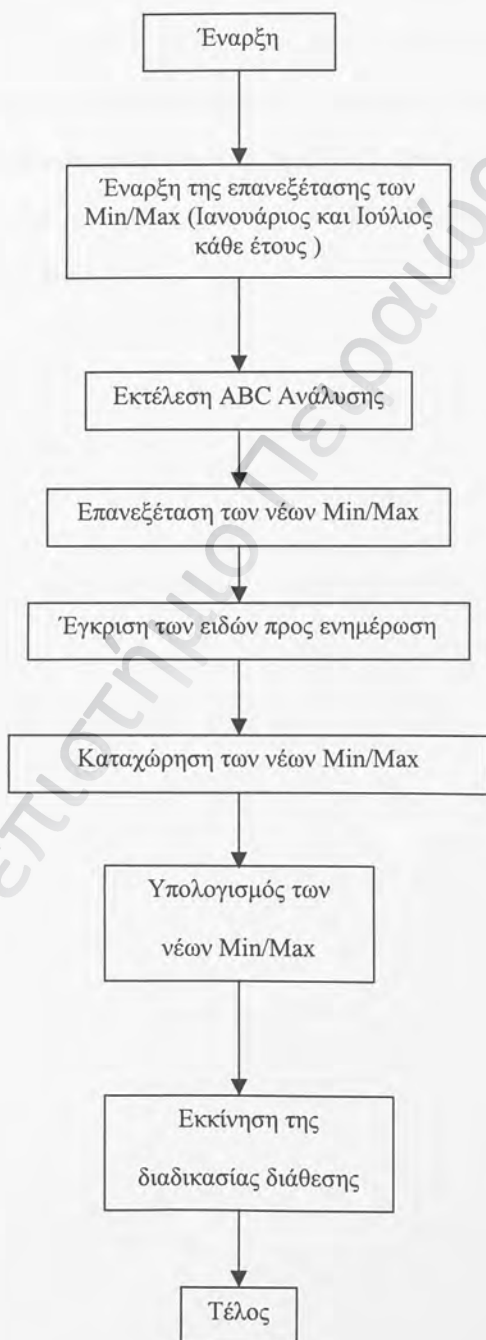 Έναρξη
Έναρξη της επανεξέτασης των
Min/Max (Ιανουάριος και Ιούλιος
κάθε έτους )
Εκτέλεση ABC Ανάλυσης
Επανεξέταση των νέων Min/Max
Έγκριση των ειδών προς ενημέρωση
Καταχώρηση των νέων Min/Max
Υπολογισμός των
νέων Min/Max
Εκκίνηση της
διαδικασίας διάθεσης
Τέλος